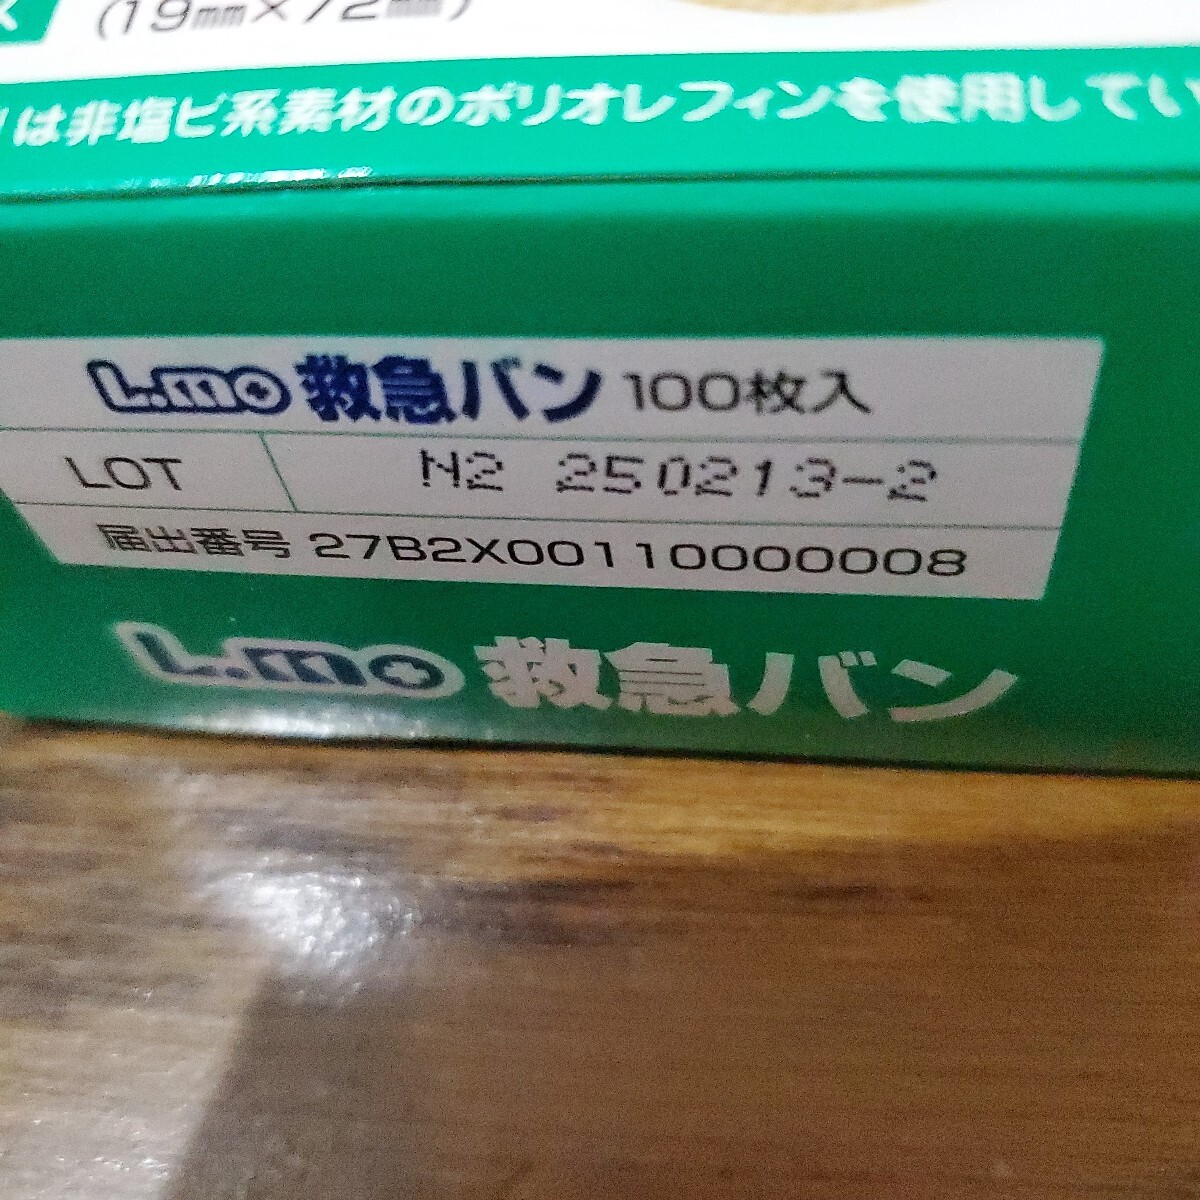 (19mm×72mm)
は非塩ビ系素材のポリオレフィンを使用してい
L.mo 救急バン 100枚入
LOT N2 250213-2
届出番号 27B2X00110000008
L.mo 救急バン